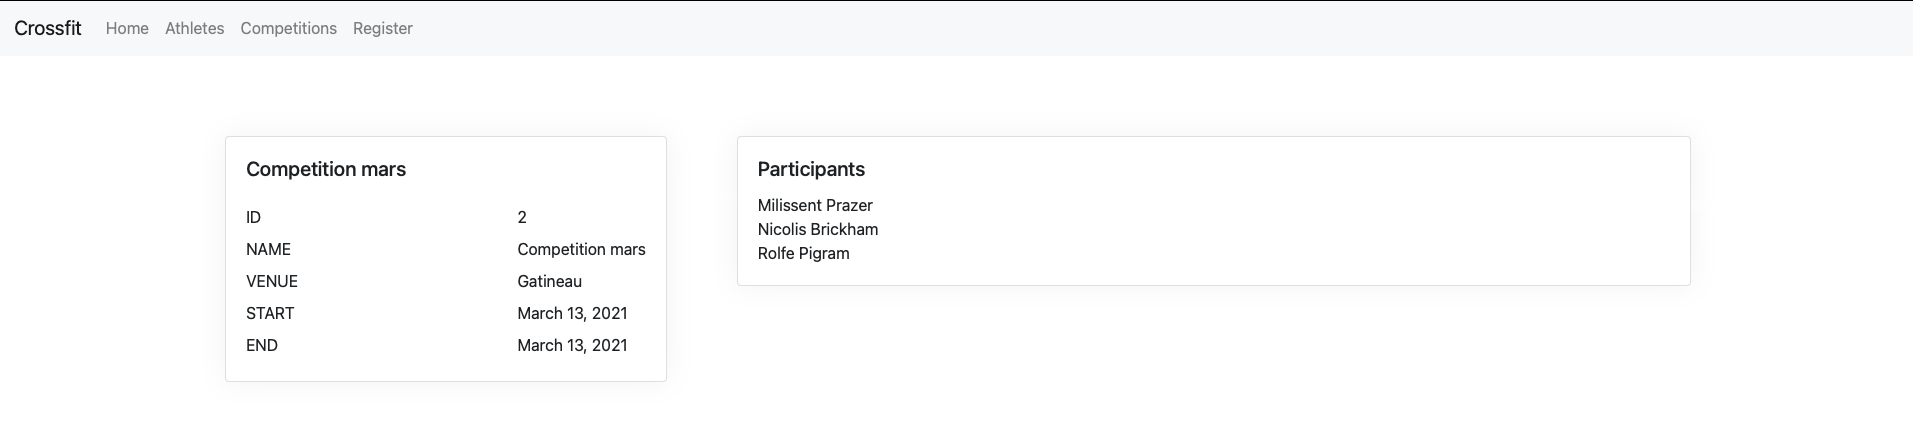 Crossfit Home Athletes Competitions Register
Competition mars
ID 2
NAME Competition mars
VENUE Gatineau
START March 13, 2021
END March 13, 2021
Participants
Milissent Prazer
Nicolis Brickham
Rolfe Pigram